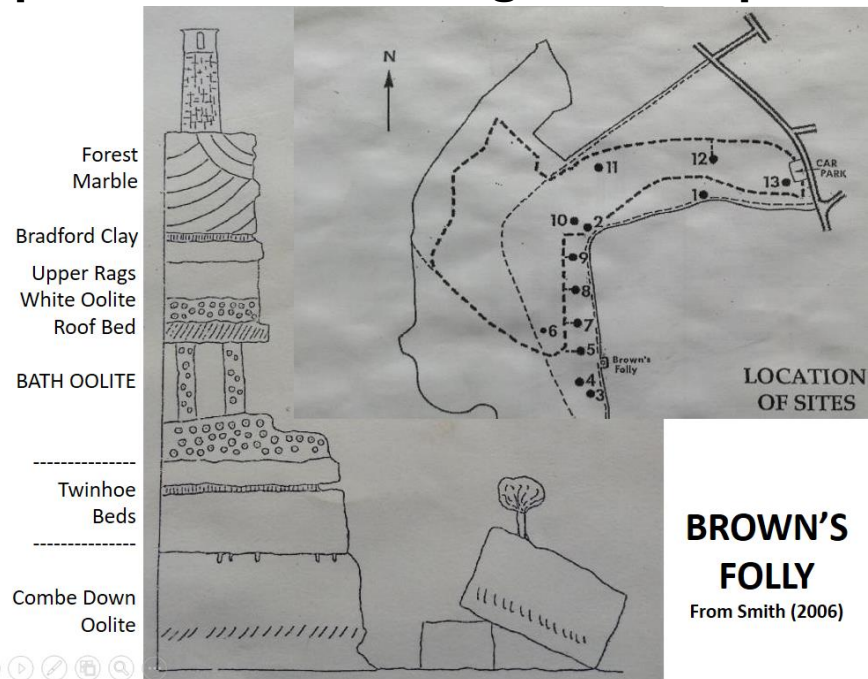 Forest
Marble
Bradford Clay
Upper Rags
White Oolite
Roof Bed
BATH OOLITE
Twinhoe
Beds
Combe Down
Oolite
N
11
12
CAR
PARK
13
1
10
2
9
8
7
6
5
Brown's
Folly
4
3
LOCATION
OF SITES
BROWN'S
FOLLY
From Smith (2006)